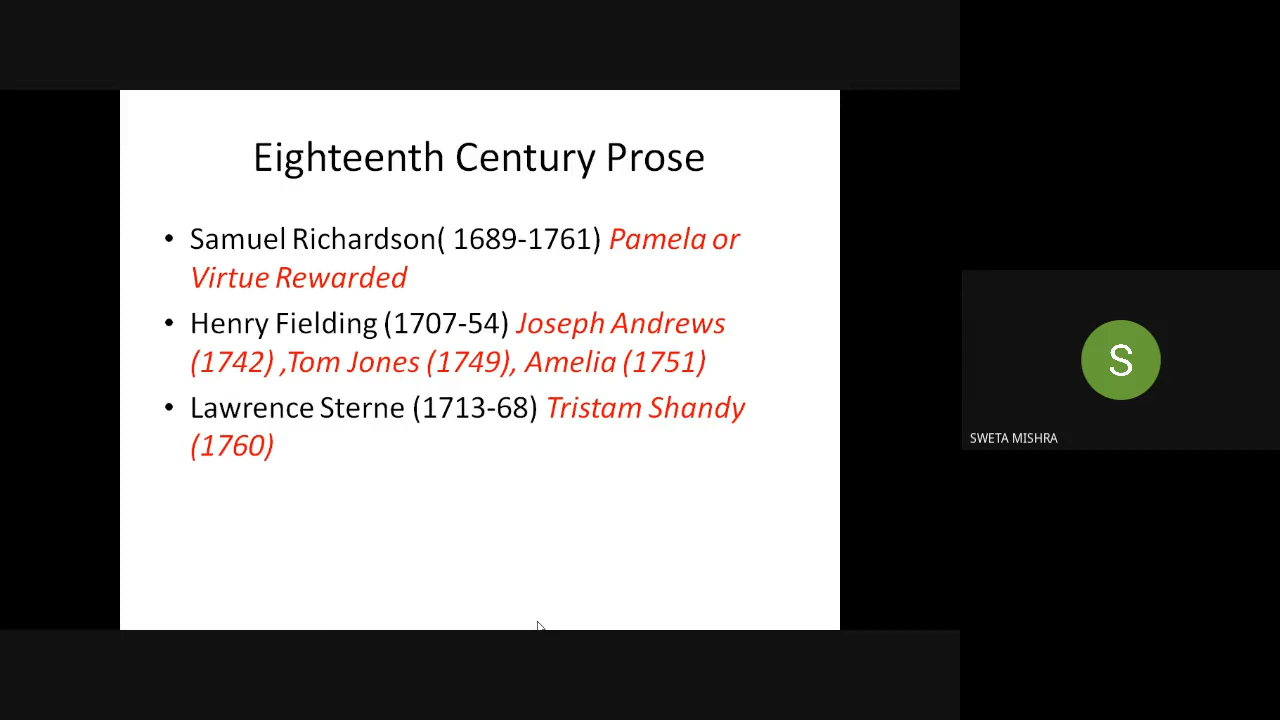 Eighteenth Century Prose
• Samuel Richardson( 1689-1761) Pamela or
Virtue Rewarded
• Henry Fielding (1707-54) Joseph Andrews
(1742) ,Tom Jones (1749), Amelia (1751)
• Lawrence Sterne (1713-68) Tristam Shandy
(1760)
S
SWETA MISHRA